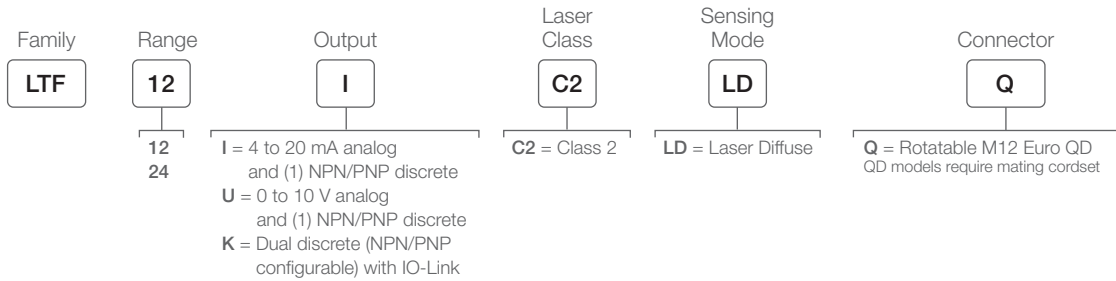 Family
Range
Output
Laser
Class
Sensing
Mode
Connector
LTF
12
I
C2
LD
Q
12
24
I = 4 to 20 mA analog
and (1) NPN/PNP discrete
U = 0 to 10 V analog
and (1) NPN/PNP discrete
K = Dual discrete (NPN/PNP
configurable) with IO-Link
C2 = Class 2
LD = Laser Diffuse
Q = Rotatable M12 Euro QD
QD models require mating cordset